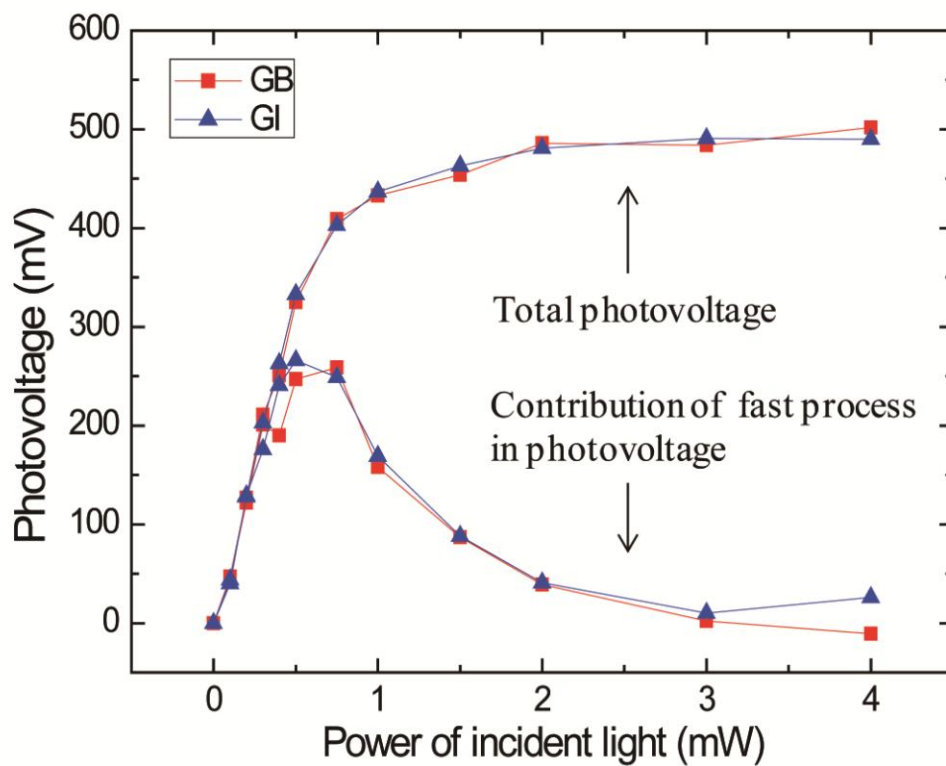 600
500
400
300
200
100
0
Photovoltage (mV)
GB
GI
Total photovoltage
Contribution of fast process
in photovoltage
0 1 2 3 4
Power of incident light (mW)